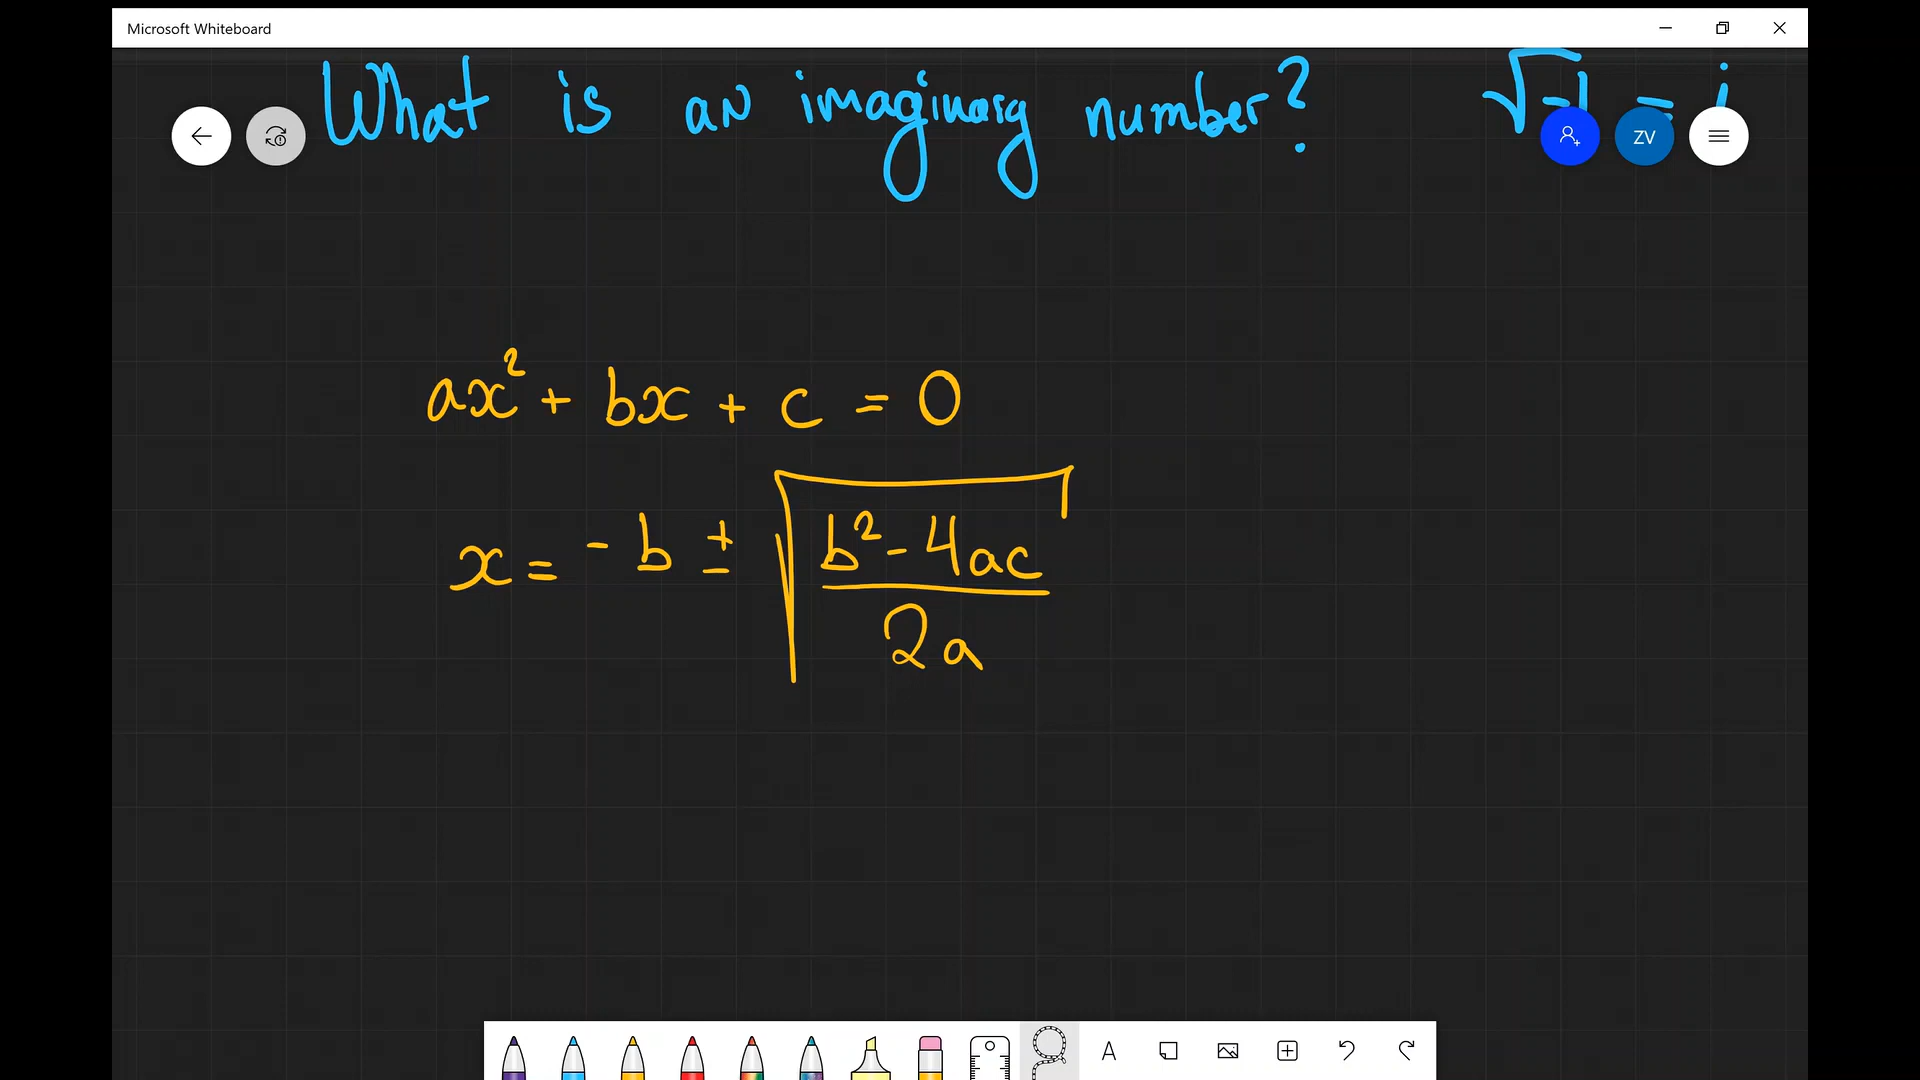 Microsoft Whiteboard
What is an imaginary number? √-1 = i
ZV
ax² + bx + c = 0
x = -b ± √((b² - 4ac)/(2a))
A